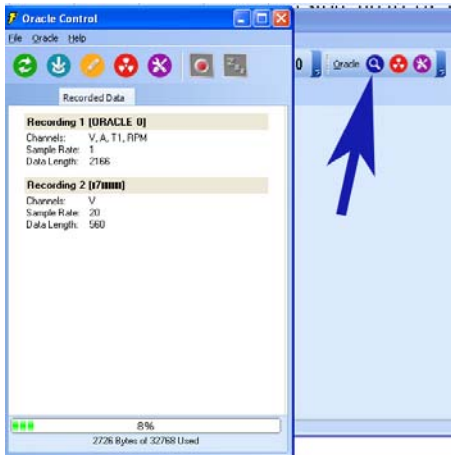 Oracle Control
File Oracle Help
Recorded Data
Recording 1 [ORACLE 0]
Channels: V, A, T1, RPM
Sample Rate: 1
Data Length: 2166
Recording 2
Channels: V
Sample Rate: 20
Data Length: 560
8%
2726 Bytes of 32768 Used
0
Oracle